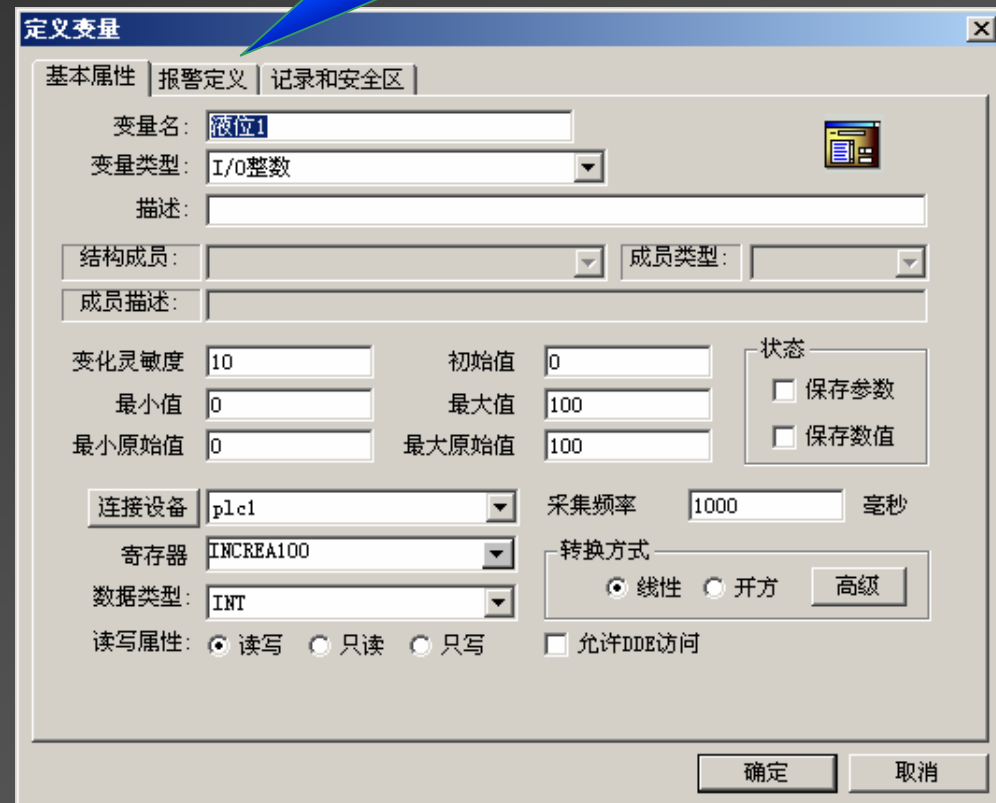 定义变量
基本属性 报警定义 记录和安全区
变量名: 液位1
变量类型: I/O整数
描述:
结构成员: 成员类型:
成员描述:
变化灵敏度 10 初始值 0 状态
最小值 0 最大值 100 保存参数
最小原始值 0 最大原始值 100 保存数值
连接设备 plc1 采集频率 1000 毫秒
寄存器 INCREA100 转换方式
线性 开方 高级
数据类型: INT
读写属性: 读写 只读 只写 允许DDE访问
确定 取消